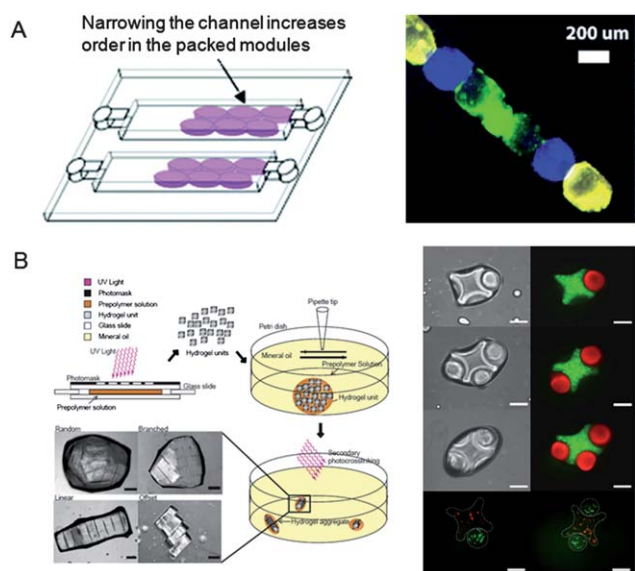 A
Narrowing the channel increases
order in the packed modules
200 um
B
UV Light
Photomask
Prepolymer solution
Hydrogel unit
Glass slide
Mineral oil
UV Light
Photomask
Glass slide
Prepolymer solution
Hydrogel units
Pipette tip
Petri dish
Mineral oil
Prepolymer Solution
Hydrogel unit
Secondary
photocrosslinking
Hydrogel aggregate
Random
Branched
Linear
Offset